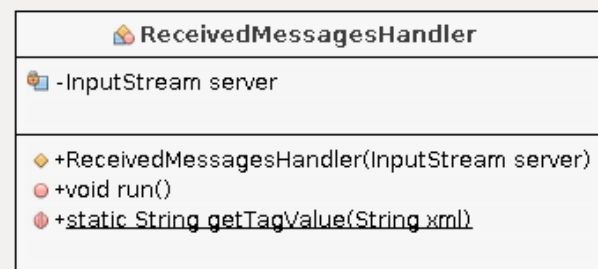 ReceivedMessagesHandler
-InputStream server
+ReceivedMessagesHandler(InputStream server)
+void run()
+static String getTagValue(String xml)